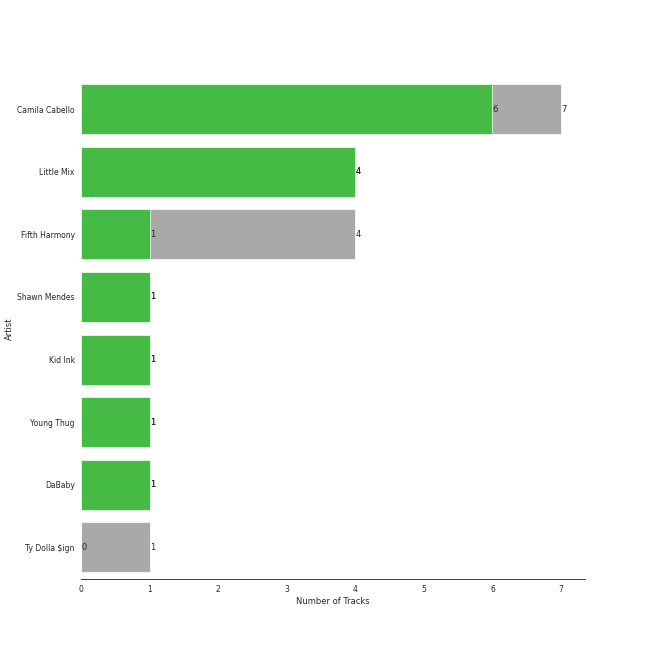 Camila Cabello 6 7
Little Mix 4
Fifth Harmony 1 4
Shawn Mendes 1
Kid Ink 1
Young Thug 1
DaBaby 1
Ty Dolla $ign 0 1
0 1 2 3 4 5 6 7
Number of Tracks
Artist